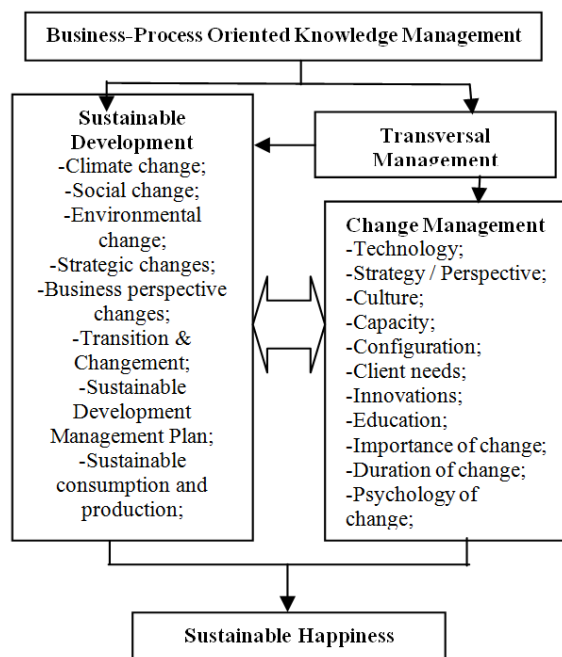 Business-Process Oriented Knowledge Management
Sustainable
Development
-Climate change;
-Social change;
-Environmental
change;
-Strategic changes;
-Business perspective
changes;
-Transition &
Changement;
-Sustainable
Development
Management Plan;
-Sustainable
consumption and
production;
Transversal
Management
Change Management
-Technology;
-Strategy / Perspective;
-Culture;
-Capacity;
-Configuration;
-Client needs;
-Innovations;
-Education;
-Importance of change;
-Duration of change;
-Psychology of
change;
Sustainable Happiness